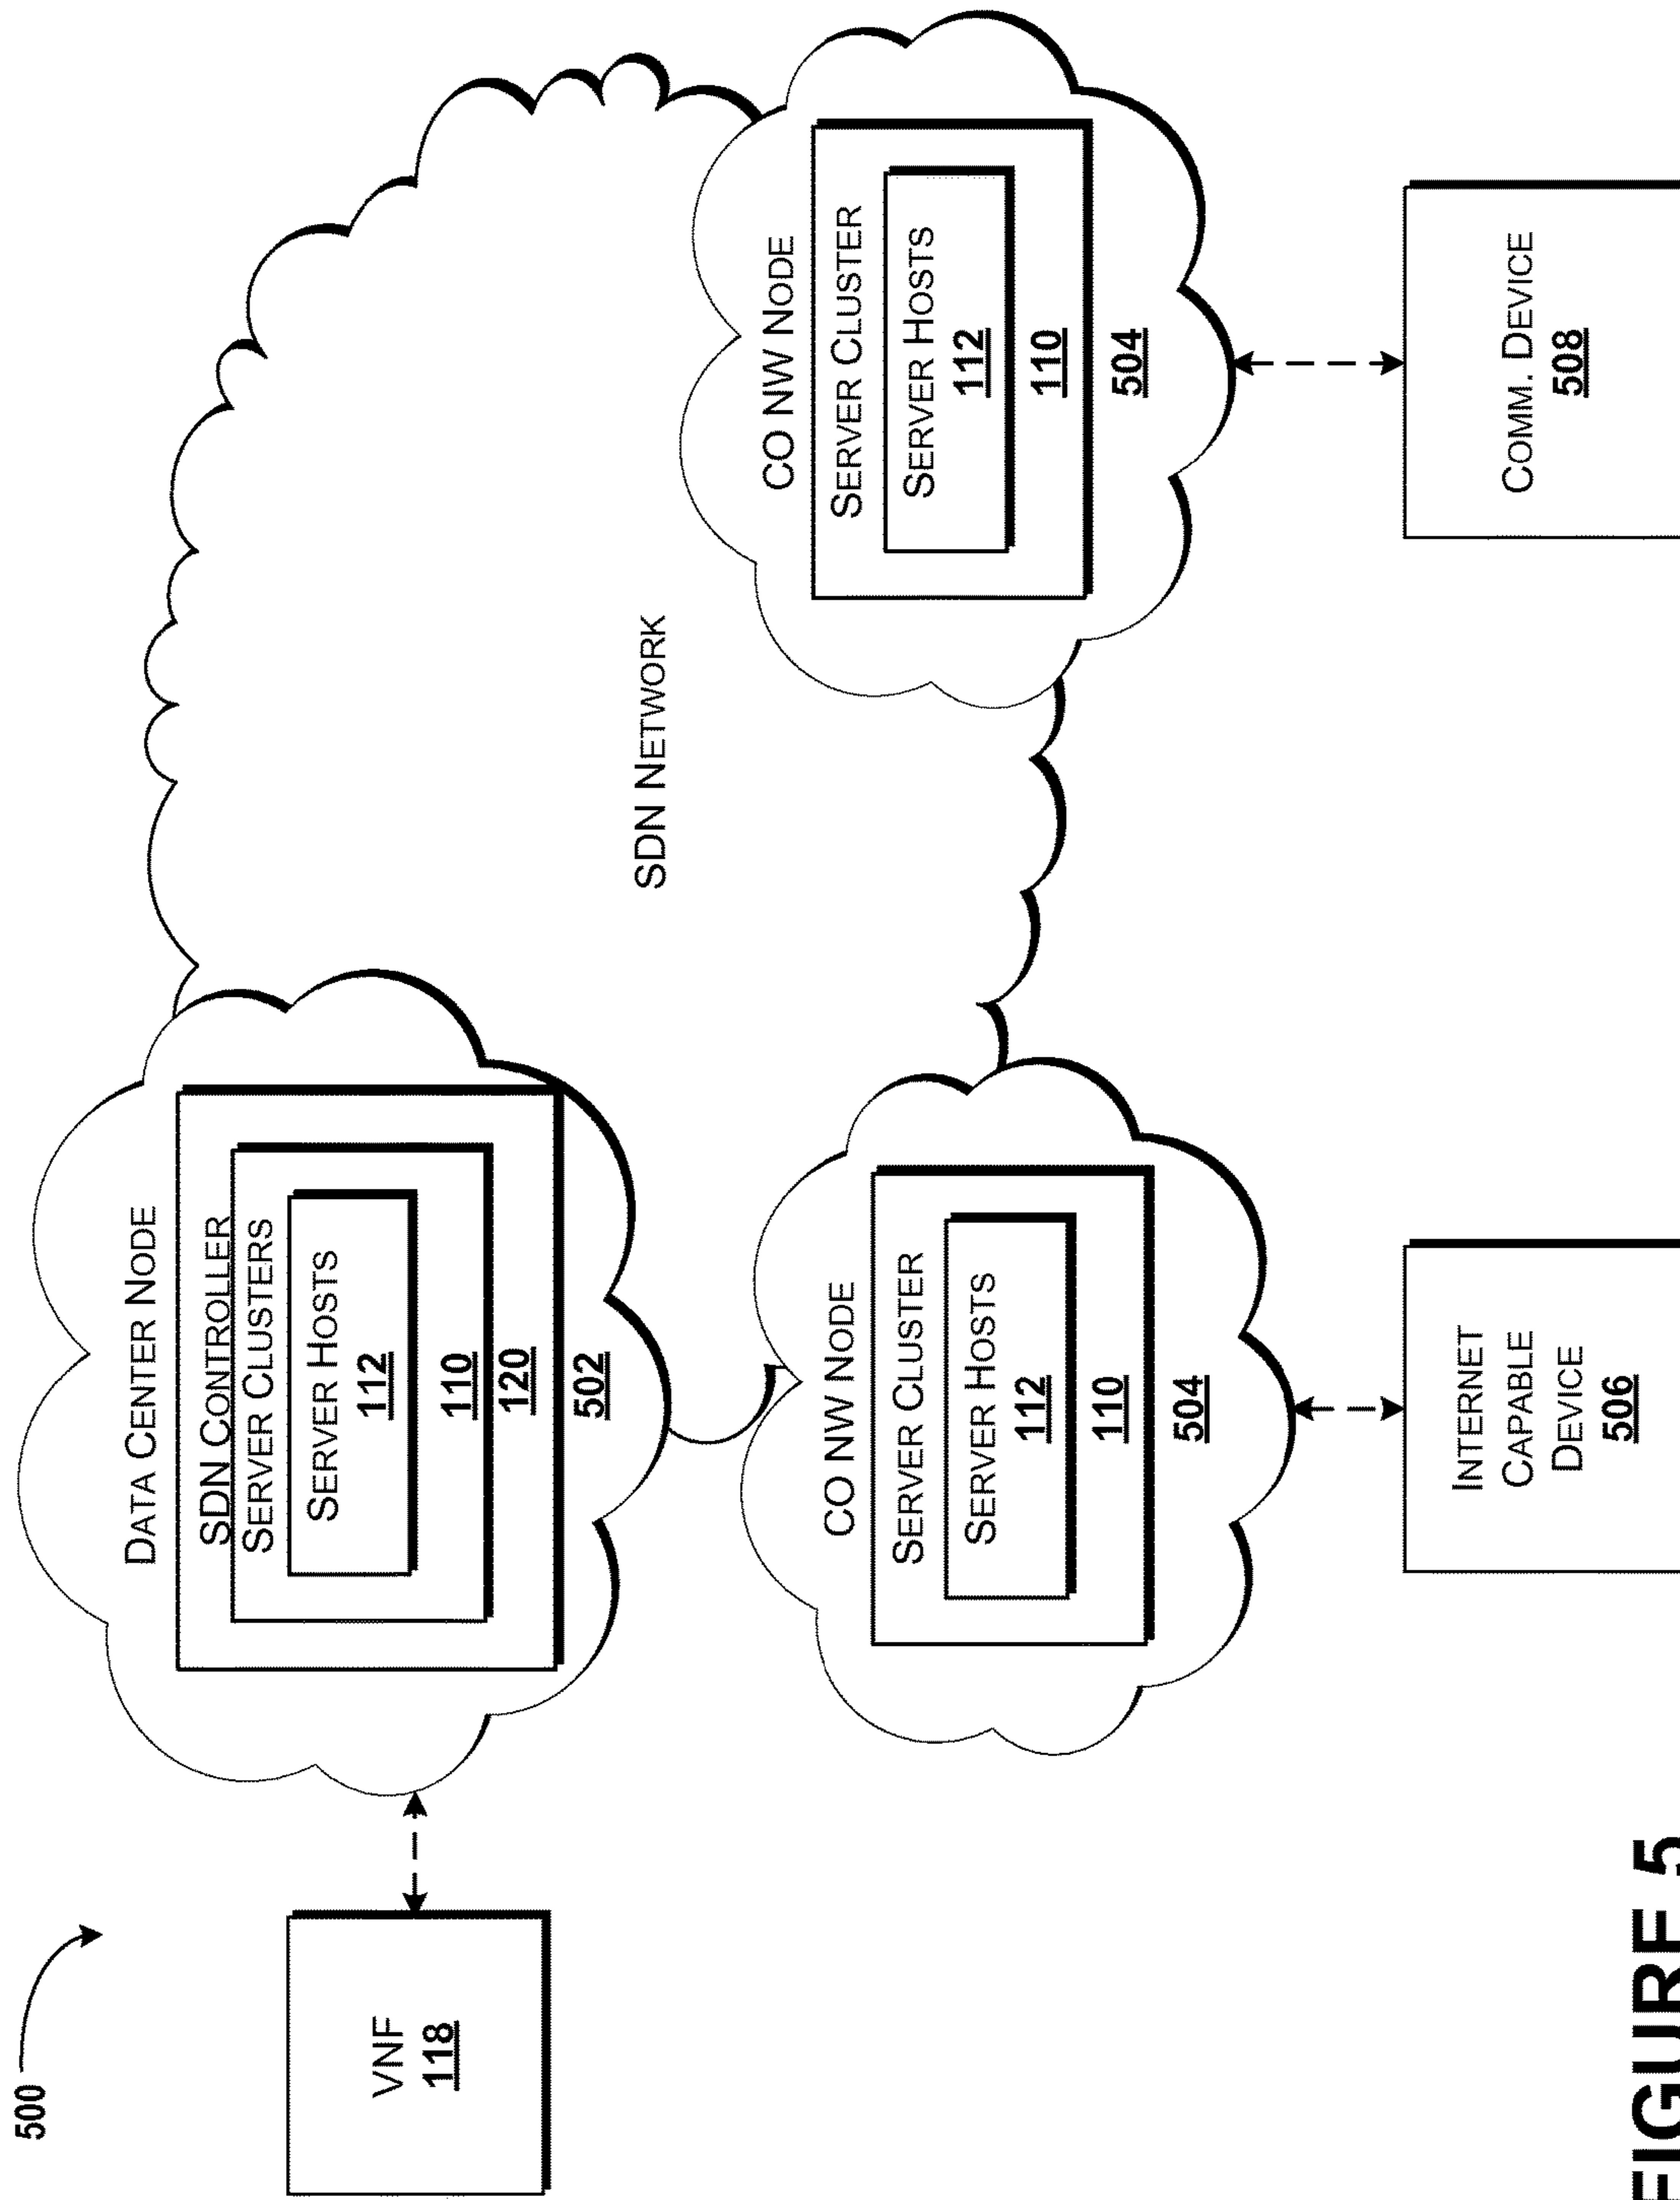 500
VNF
118
DATA CENTER NODE
SDN CONTROLLER
SERVER CLUSTERS
SERVER HOSTS
112
110
120
502
SDN NETWORK
CO NW NODE
SERVER CLUSTER
SERVER HOSTS
112
110
504
CO NW NODE
SERVER CLUSTER
SERVER HOSTS
112
110
504
INTERNET
CAPABLE
DEVICE
506
COMM. DEVICE
508
FIGURE 5